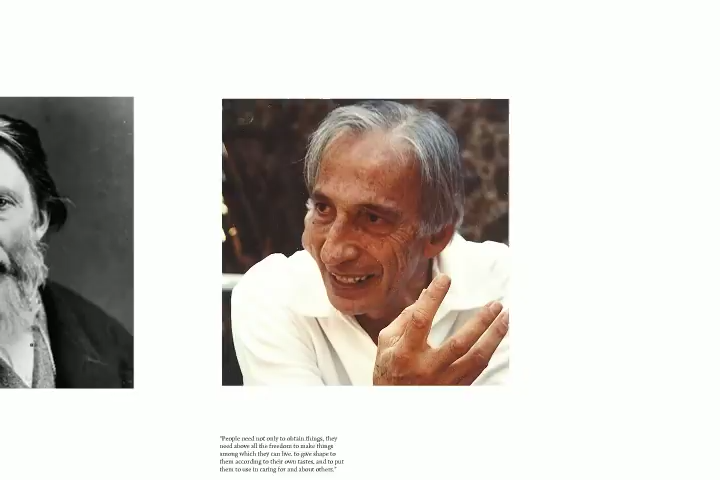 "People need not only to obtain things, they
need above all the freedom to make things
among which they can live, to give shape to
them according to their own tastes, and to put
them to use in caring for and about others."